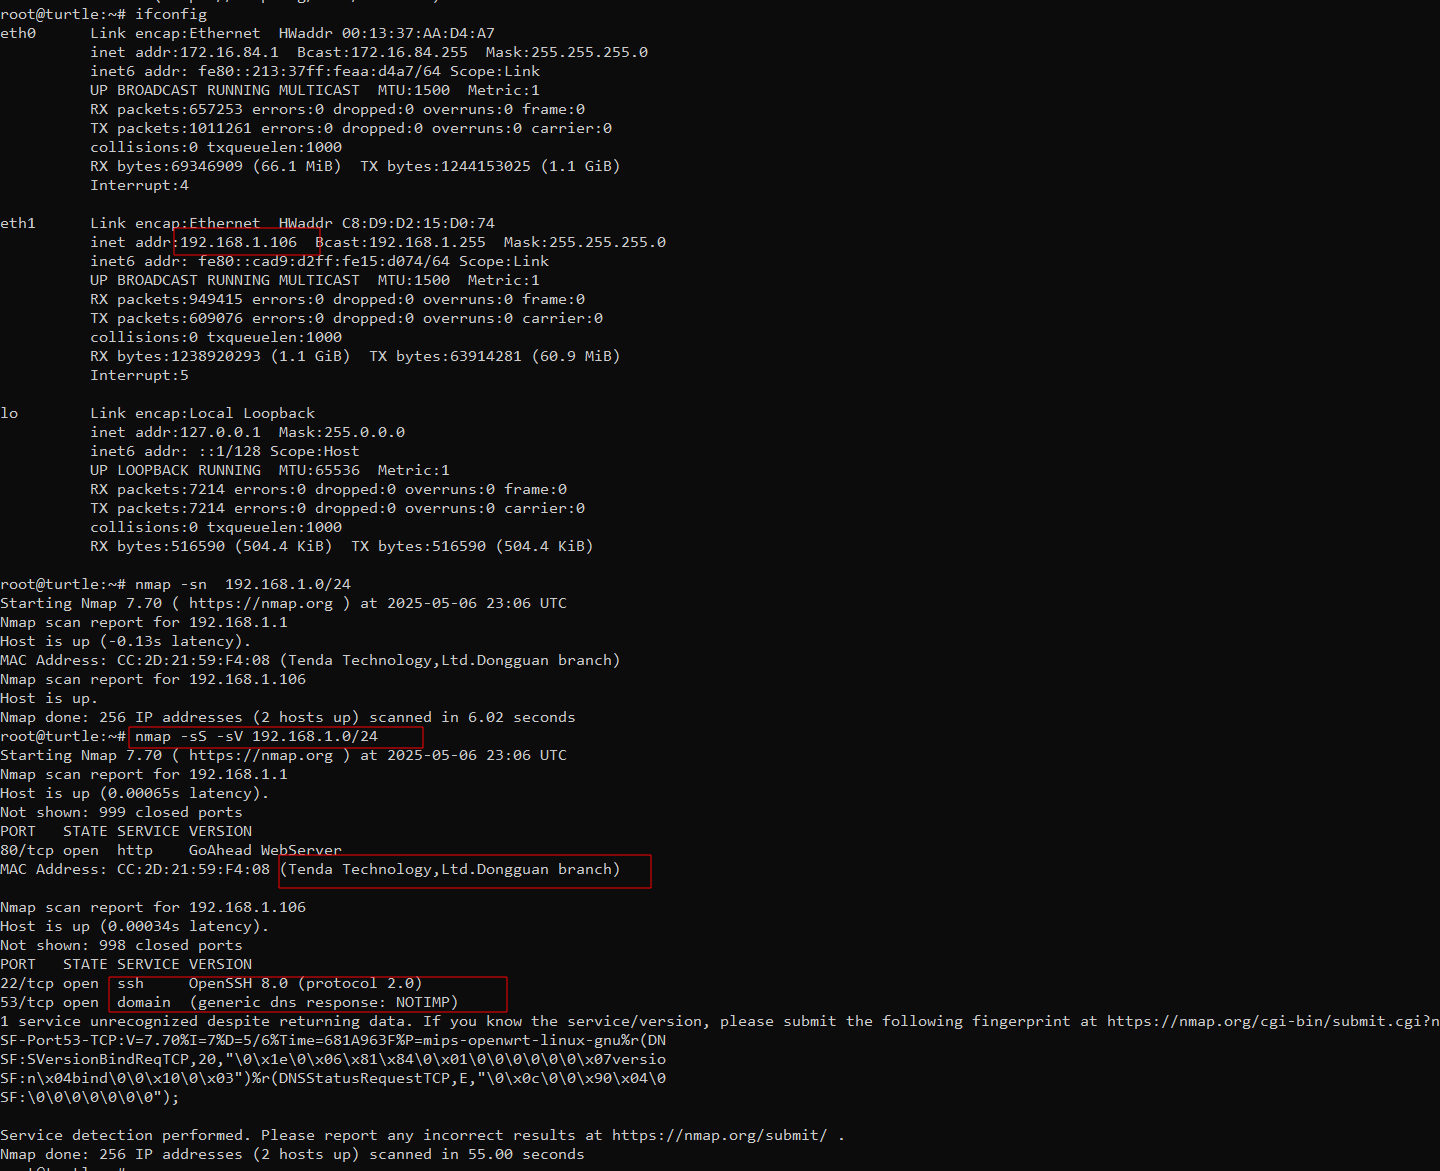 root@turtle:~# ifconfig
eth0      Link encap:Ethernet  HWaddr 00:13:37:AA:D4:A7
          inet addr:172.16.84.1  Bcast:172.16.84.255  Mask:255.255.255.0
          inet6 addr: fe80::213:37ff:feaa:d4a7/64 Scope:Link
          UP BROADCAST RUNNING MULTICAST  MTU:1500  Metric:1
          RX packets:657253 errors:0 dropped:0 overruns:0 frame:0
          TX packets:1011261 errors:0 dropped:0 overruns:0 carrier:0
          collisions:0 txqueuelen:1000
          RX bytes:69346909 (66.1 MiB)  TX bytes:1244153025 (1.1 GiB)
          Interrupt:4
eth1      Link encap:Ethernet  HWaddr C8:D9:D2:15:D0:74
          inet addr:192.168.1.106  Bcast:192.168.1.255  Mask:255.255.255.0
          inet6 addr: fe80::cad9:d2ff:fe15:d074/64 Scope:Link
          UP BROADCAST RUNNING MULTICAST  MTU:1500  Metric:1
          RX packets:949415 errors:0 dropped:0 overruns:0 frame:0
          TX packets:609076 errors:0 dropped:0 overruns:0 carrier:0
          collisions:0 txqueuelen:1000
          RX bytes:1238920293 (1.1 GiB)  TX bytes:63914281 (60.9 MiB)
          Interrupt:5
lo        Link encap:Local Loopback
          inet addr:127.0.0.1  Mask:255.0.0.0
          inet6 addr: ::1/128 Scope:Host
          UP LOOPBACK RUNNING  MTU:65536  Metric:1
          RX packets:7214 errors:0 dropped:0 overruns:0 frame:0
          TX packets:7214 errors:0 dropped:0 overruns:0 carrier:0
          collisions:0 txqueuelen:1000
          RX bytes:516590 (504.4 KiB)  TX bytes:516590 (504.4 KiB)
root@turtle:~# nmap -sn  192.168.1.0/24
Starting Nmap 7.70 ( https://nmap.org ) at 2025-05-06 23:06 UTC
Nmap scan report for 192.168.1.1
Host is up (-0.13s latency).
MAC Address: CC:2D:21:59:F4:08 (Tenda Technology,Ltd.Dongguan branch)
Nmap scan report for 192.168.1.106
Host is up.
Nmap done: 256 IP addresses (2 hosts up) scanned in 6.02 seconds
root@turtle:~# nmap -sS -sV 192.168.1.0/24
Starting Nmap 7.70 ( https://nmap.org ) at 2025-05-06 23:06 UTC
Nmap scan report for 192.168.1.1
Host is up (0.00065s latency).
Not shown: 999 closed ports
PORT   STATE SERVICE VERSION
80/tcp open  http    GoAhead WebServer
MAC Address: CC:2D:21:59:F4:08 (Tenda Technology,Ltd.Dongguan branch)
Nmap scan report for 192.168.1.106
Host is up (0.00034s latency).
Not shown: 998 closed ports
PORT   STATE SERVICE VERSION
22/tcp open  ssh     OpenSSH 8.0 (protocol 2.0)
53/tcp open  domain  (generic dns response: NOTIMP)
1 service unrecognized despite returning data. If you know the service/version, please submit the following fingerprint at https://nmap.org/cgi-bin/submit.cgi?n
SF-Port53-TCP:V=7.70%I=7%D=5/6%Time=681A963F%P=mips-openwrt-linux-gnu%r(DN
SF:SVersionBindReqTCP,20,"\0\x1e\0\x06\x81\x84\0\x01\0\0\0\0\0\0\x07versio
SF:n\x04bind\0\0\x10\0\x03")%r(DNSStatusRequestTCP,E,"\0\x0c\0\0\x90\x04\0
SF:\0\0\0\0\0\0\0");
Service detection performed. Please report any incorrect results at https://nmap.org/submit/ .
Nmap done: 256 IP addresses (2 hosts up) scanned in 55.00 seconds